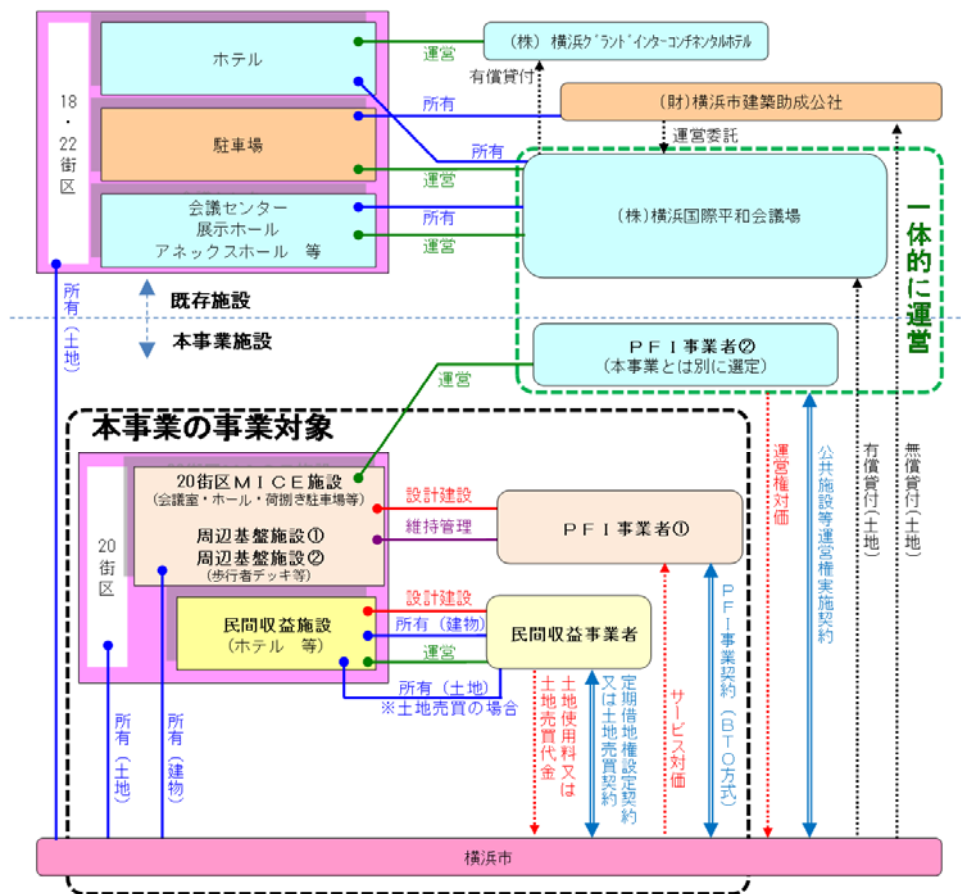 ホテル
運営
(株) 横浜グランドインターコンチネンタルホテル
有償貸付
18・22街区
駐車場
所有
(財)横浜市建築助成公社
運営委託
所有
運営
会議センター
展示ホール
アネックスホール 等
所有
運営
(株)横浜国際平和会議場
一体的に運営
所有(土地)
既存施設
本事業施設
PFI事業者②
(本事業とは別に選定)
運営
本事業の事業対象
20街区MICE施設
(会議室・ホール・荷捌き駐車場等)
周辺基盤施設①
周辺基盤施設②
(歩行者デッキ等)
20街区
設計建設
維持管理
PFI事業者①
運営権対価
公共施設等運営権実施契約
有償貸付(土地)
無償貸付(土地)
民間収益施設
(ホテル 等)
設計建設
所有(建物)
運営
民間収益事業者
所有(土地)
※土地売買の場合
所有(土地)
所有(建物)
土地使用料又は
土地売買代金
定期借地権設定契約
又は土地売買契約
サービス対価
PFI事業契約(BTO方式)
横浜市